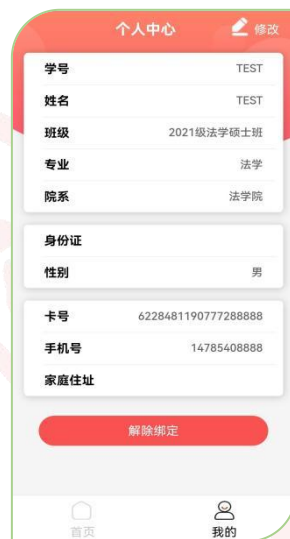 个人中心 修改
学号 TEST
姓名 TEST
班级 2021级法学硕士班
专业 法学
院系 法学院
身份证
性别 男
卡号 6228481190777288888
手机号 14785408888
家庭住址
解除绑定
首页 我的